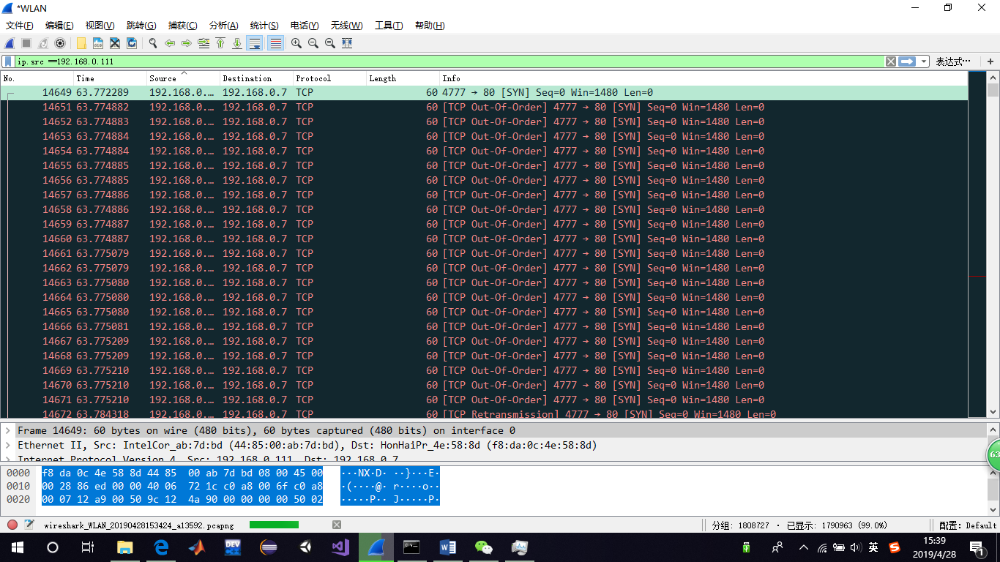 *WLAN
文件(F) 编辑(E) 视图(V) 跳转(G) 捕获(C) 分析(A) 统计(S) 电话(Y) 无线(W) 工具(T) 帮助(H)
ip.src ==192.168.0.111 表达式… +
No. Time Source Destination Protocol Length Info
14649 63.772289 192.168.0.… 192.168.0.7 TCP 60 4777 → 80 [SYN] Seq=0 Win=1480 Len=0
14651 63.774882 192.168.0.… 192.168.0.7 TCP 60 [TCP Out-Of-Order] 4777 → 80 [SYN] Seq=0 Win=1480 Len=0
14652 63.774883 192.168.0.… 192.168.0.7 TCP 60 [TCP Out-Of-Order] 4777 → 80 [SYN] Seq=0 Win=1480 Len=0
14653 63.774884 192.168.0.… 192.168.0.7 TCP 60 [TCP Out-Of-Order] 4777 → 80 [SYN] Seq=0 Win=1480 Len=0
14654 63.774884 192.168.0.… 192.168.0.7 TCP 60 [TCP Out-Of-Order] 4777 → 80 [SYN] Seq=0 Win=1480 Len=0
14655 63.774885 192.168.0.… 192.168.0.7 TCP 60 [TCP Out-Of-Order] 4777 → 80 [SYN] Seq=0 Win=1480 Len=0
14656 63.774885 192.168.0.… 192.168.0.7 TCP 60 [TCP Out-Of-Order] 4777 → 80 [SYN] Seq=0 Win=1480 Len=0
14657 63.774886 192.168.0.… 192.168.0.7 TCP 60 [TCP Out-Of-Order] 4777 → 80 [SYN] Seq=0 Win=1480 Len=0
14658 63.774886 192.168.0.… 192.168.0.7 TCP 60 [TCP Out-Of-Order] 4777 → 80 [SYN] Seq=0 Win=1480 Len=0
14659 63.774887 192.168.0.… 192.168.0.7 TCP 60 [TCP Out-Of-Order] 4777 → 80 [SYN] Seq=0 Win=1480 Len=0
14660 63.774887 192.168.0.… 192.168.0.7 TCP 60 [TCP Out-Of-Order] 4777 → 80 [SYN] Seq=0 Win=1480 Len=0
14661 63.775079 192.168.0.… 192.168.0.7 TCP 60 [TCP Out-Of-Order] 4777 → 80 [SYN] Seq=0 Win=1480 Len=0
14662 63.775079 192.168.0.… 192.168.0.7 TCP 60 [TCP Out-Of-Order] 4777 → 80 [SYN] Seq=0 Win=1480 Len=0
14663 63.775080 192.168.0.… 192.168.0.7 TCP 60 [TCP Out-Of-Order] 4777 → 80 [SYN] Seq=0 Win=1480 Len=0
14664 63.775080 192.168.0.… 192.168.0.7 TCP 60 [TCP Out-Of-Order] 4777 → 80 [SYN] Seq=0 Win=1480 Len=0
14665 63.775080 192.168.0.… 192.168.0.7 TCP 60 [TCP Out-Of-Order] 4777 → 80 [SYN] Seq=0 Win=1480 Len=0
14666 63.775081 192.168.0.… 192.168.0.7 TCP 60 [TCP Out-Of-Order] 4777 → 80 [SYN] Seq=0 Win=1480 Len=0
14667 63.775209 192.168.0.… 192.168.0.7 TCP 60 [TCP Out-Of-Order] 4777 → 80 [SYN] Seq=0 Win=1480 Len=0
14668 63.775209 192.168.0.… 192.168.0.7 TCP 60 [TCP Out-Of-Order] 4777 → 80 [SYN] Seq=0 Win=1480 Len=0
14669 63.775210 192.168.0.… 192.168.0.7 TCP 60 [TCP Out-Of-Order] 4777 → 80 [SYN] Seq=0 Win=1480 Len=0
14670 63.775210 192.168.0.… 192.168.0.7 TCP 60 [TCP Out-Of-Order] 4777 → 80 [SYN] Seq=0 Win=1480 Len=0
14671 63.775210 192.168.0.… 192.168.0.7 TCP 60 [TCP Out-Of-Order] 4777 → 80 [SYN] Seq=0 Win=1480 Len=0
14672 63.784318 192.168.0.… 192.168.0.7 TCP 60 [TCP Retransmission] 4777 → 80 [SYN] Seq=0 Win=1480 Len=0
Frame 14649: 60 bytes on wire (480 bits), 60 bytes captured (480 bits) on interface 0
Ethernet II, Src: IntelCor_ab:7d:bd (44:85:00:ab:7d:bd), Dst: HonHaiPr_4e:58:8d (f8:da:0c:4e:58:8d)
Internet Protocol Version 4, Src: 192.168.0.111, Dst: 192.168.0.7
63
0000 f8 da 0c 4e 58 8d 44 85 00 ab 7d bd 08 00 45 00 ···NX·D· ··}···E·
0010 00 28 86 ed 00 00 40 06 72 1c c0 a8 00 6f c0 a8 ·(····@· r····o··
0020 00 07 12 a9 00 50 9c 12 4a 90 00 00 00 00 50 02 ·····P·· J·····P·
wireshark_WLAN_20190428153424_a13592.pcapng 分组: 1808727 · 已显示: 1790963 (99.0%) 配置: Default
DEV
C:\_
英
15:39
2019/4/28
1